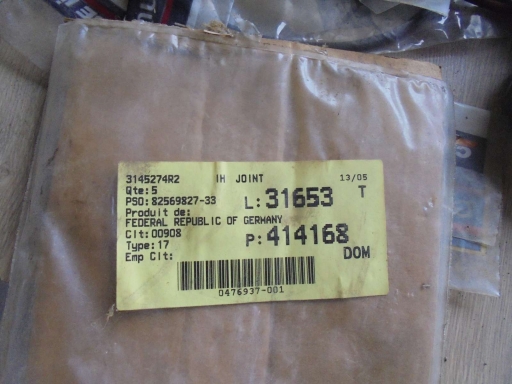 3145274R2 IH JOINT 13/05
Qte: 5
PSO: 82569827-33 L: 31653 T
Produit de:
FEDERAL REPUBLIC OF GERMANY
Clt: 00908 P: 414168
Type: 17 DOM
Emp Clt:
0476937-001